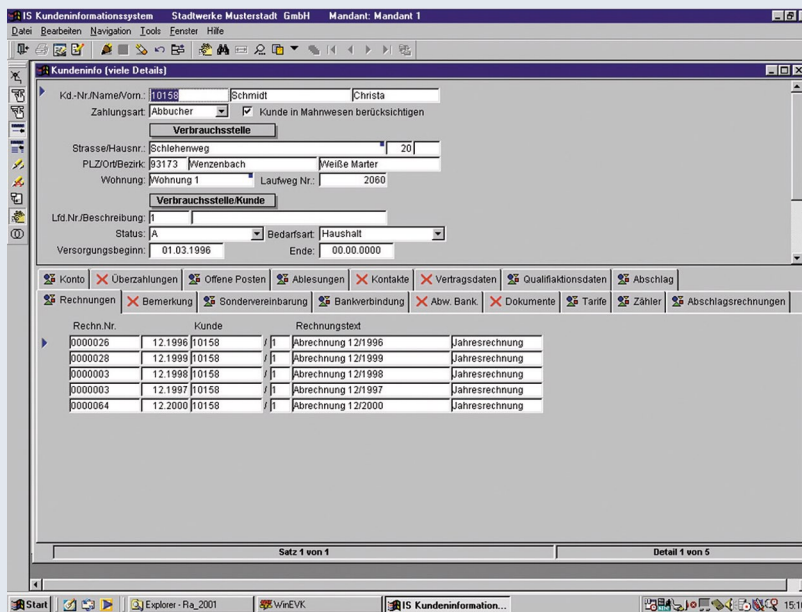 IS Kundeninformationssystem Stadtwerke Musterstadt GmbH Mandant: Mandant 1
Datei Bearbeiten Navigation Tools Fenster Hilfe
Kundeninfo (viele Details)
Kd.-Nr./Name/Vorn.: 10158 Schmidt Christa
Zahlungsart: Abbucher Kunde in Mahnwesen berücksichtigen
Verbrauchsstelle
Strasse/Hausnr.: Schlehenweg 20
PLZ/Ort/Bezirk: 93173 Wenzenbach Weiße Marter
Wohnung: Wohnung 1 Laufweg Nr.: 2060
Verbrauchsstelle/Kunde
Lfd.Nr./Beschreibung: 1
Status: A Bedarfsart: Haushalt
Versorgungsbeginn: 01.03.1996 Ende: 00.00.0000
Konto Überzahlungen Offene Posten Ablesungen Kontakte Vertragsdaten Qualifiaktionsdaten Abschlag
Rechnungen Bemerkung Sondervereinbarung Bankverbindung Abw. Bank. Dokumente Tarife Zähler Abschlagsrechnungen
Rechn.Nr. Kunde Rechnungstext
0000026 12.1996 10158 / 1 Abrechnung 12/1996 Jahresrechnung
0000028 12.1999 10158 / 1 Abrechnung 12/1999 Jahresrechnung
0000003 12.1998 10158 / 1 Abrechnung 12/1998 Jahresrechnung
0000003 12.1997 10158 / 1 Abrechnung 12/1997 Jahresrechnung
0000064 12.2000 10158 / 1 Abrechnung 12/2000 Jahresrechnung
Satz 1 von 1 Detail 1 von 5
Start Explorer - Ra_2001 WinEVK IS Kundeninformation...